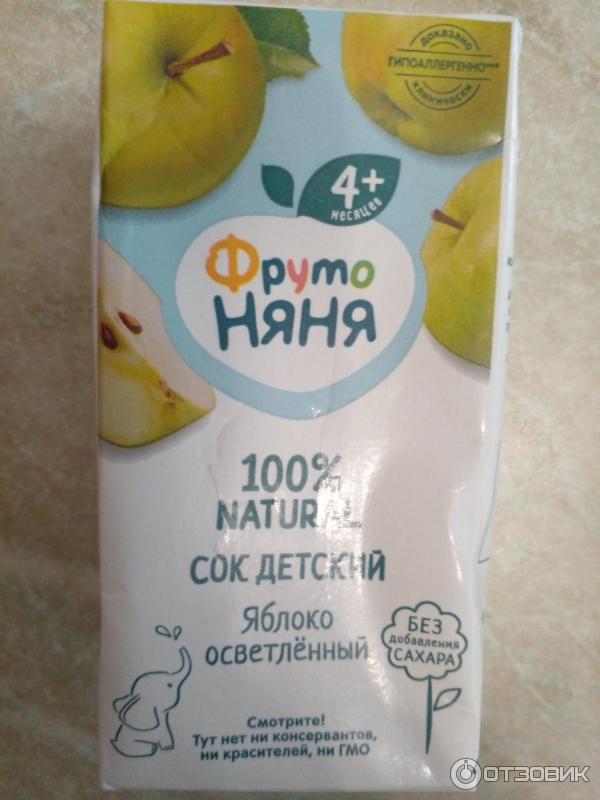 доказано
ГИПОАЛЛЕРГЕННО***
клинически
4+
месяцев
Фруто
НЯНЯ
100%
NATURAL
СОК ДЕТСКИЙ
Яблоко
осветлённый
БЕЗ
добавления
САХАРА
Смотрите!
Тут нет ни консервантов,
ни красителей, ни ГМО
ОТЗОВИК